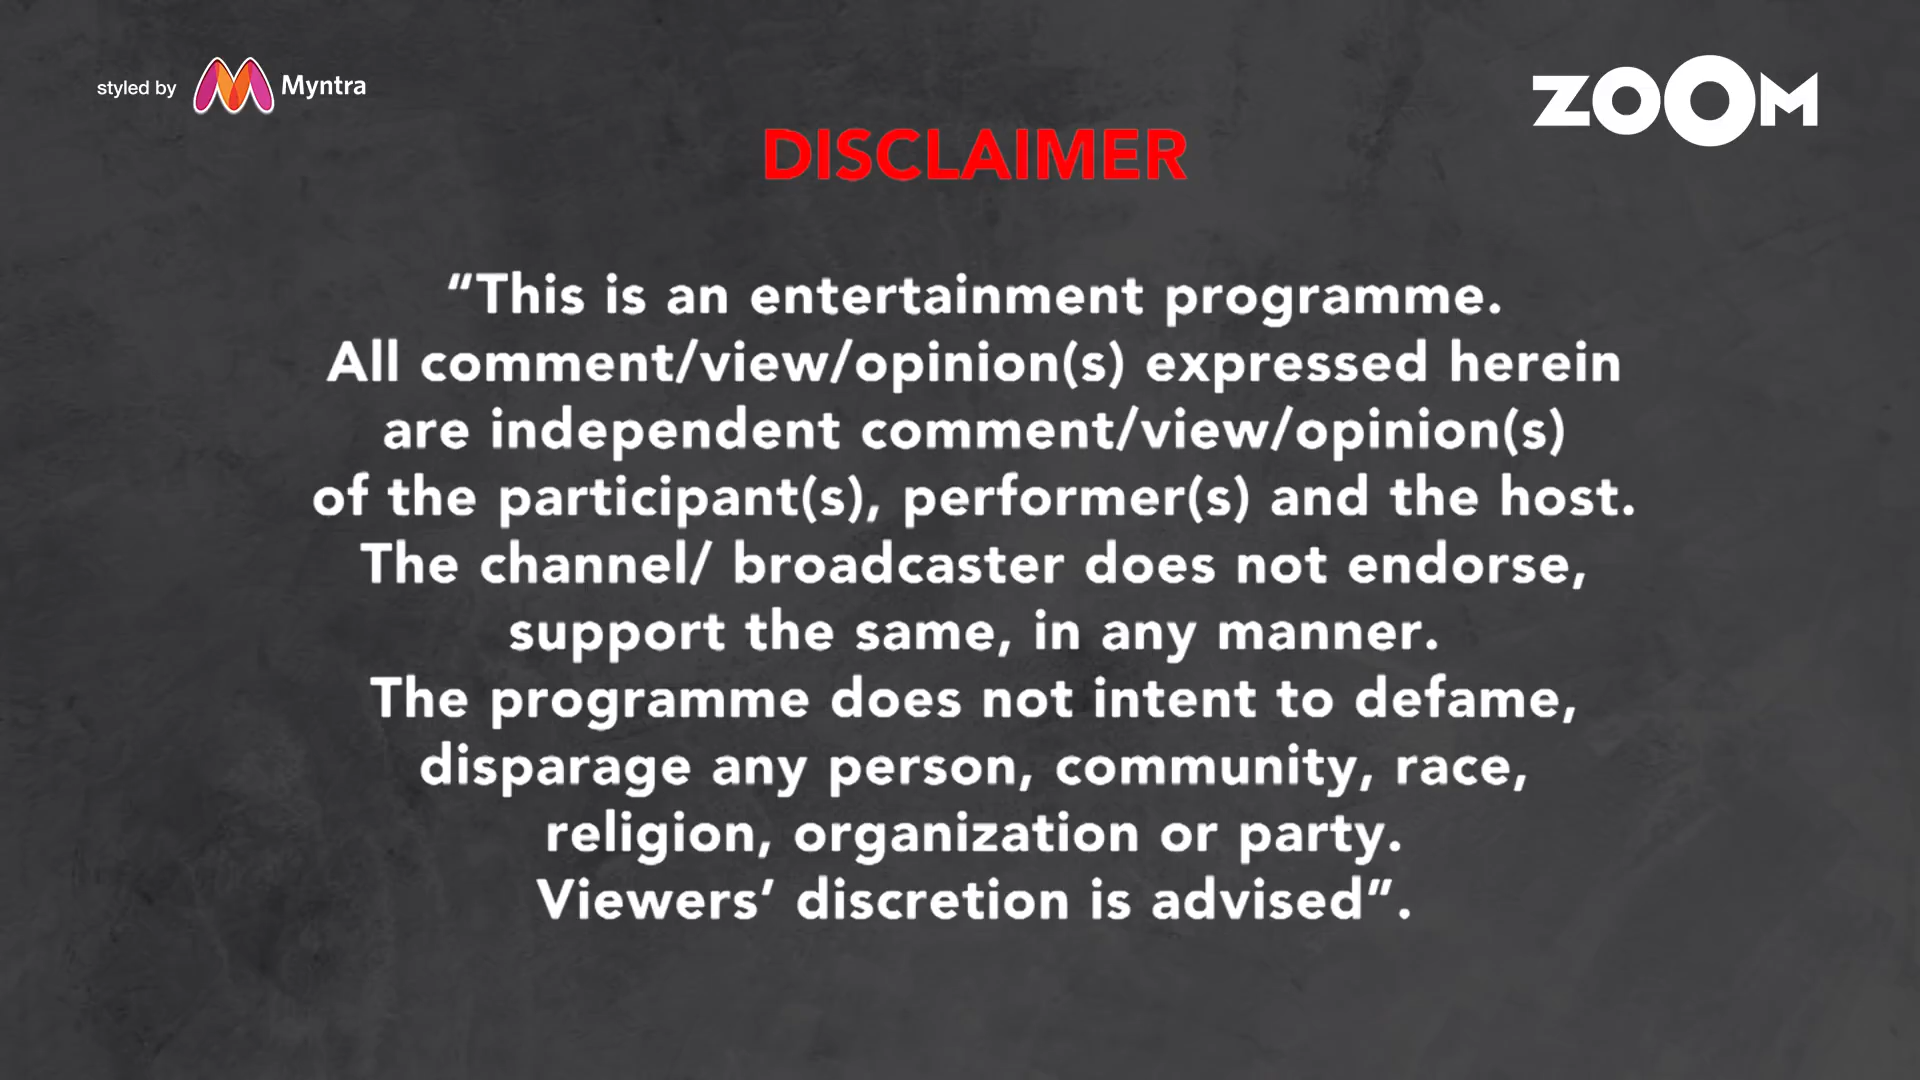 styled by Myntra
ZOOM
DISCLAIMER
“This is an entertainment programme.
All comment/view/opinion(s) expressed herein
are independent comment/view/opinion(s)
of the participant(s), performer(s) and the host.
The channel/ broadcaster does not endorse,
support the same, in any manner.
The programme does not intent to defame,
disparage any person, community, race,
religion, organization or party.
Viewers’ discretion is advised”.